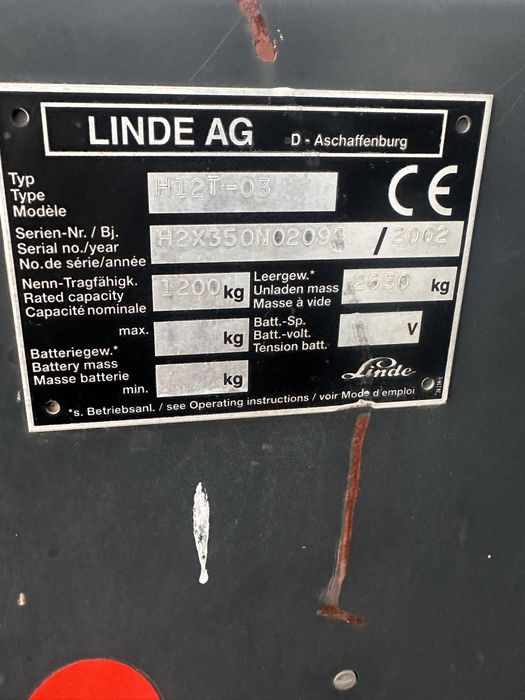 LINDE AG D - Aschaffenburg
Typ
Type
Modèle
H12T-03
CE
Serien-Nr. / Bj.
Serial no./year
No.de série/année
/ 2002
Nenn-Tragfähigk.
Rated capacity
Capacité nominale
1200 kg
Leergew.*
Unladen mass
Masse à vide
2650 kg
max. kg
Batteriegew.*
Battery mass
Masse batterie
min. kg
Batt.-Sp.
Batt.-volt.
Tension batt.
V
Linde
*s. Betriebsanl. / see Operating instructions / voir Mode d emploi